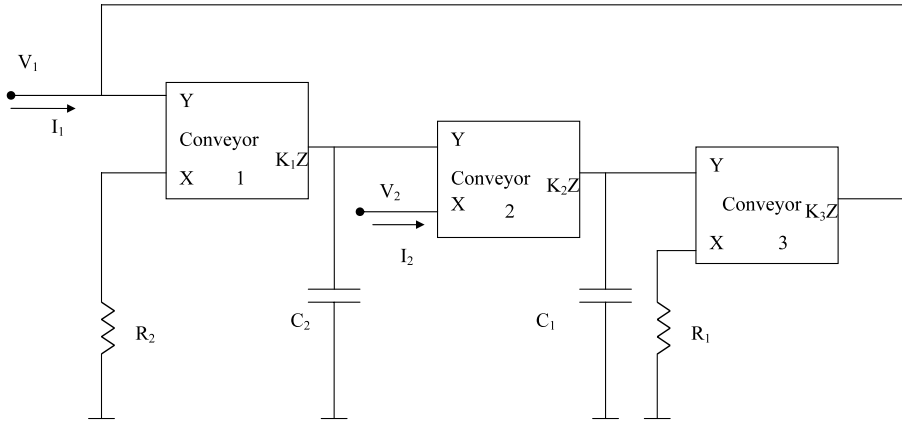 V₁
I₁
Y
Conveyor
K₁Z
X
1
R₂
C₂
V₂
I₂
Y
Conveyor
K₂Z
X
2
C₁
R₁
Y
Conveyor
K₃Z
X
3